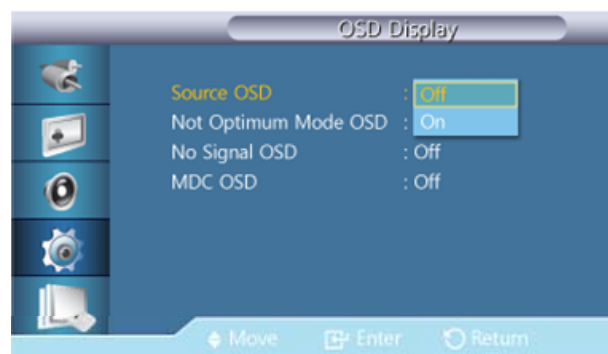 OSD Display
Source OSD : Off
Not Optimum Mode OSD : On
No Signal OSD : Off
MDC OSD : Off
Move Enter Return